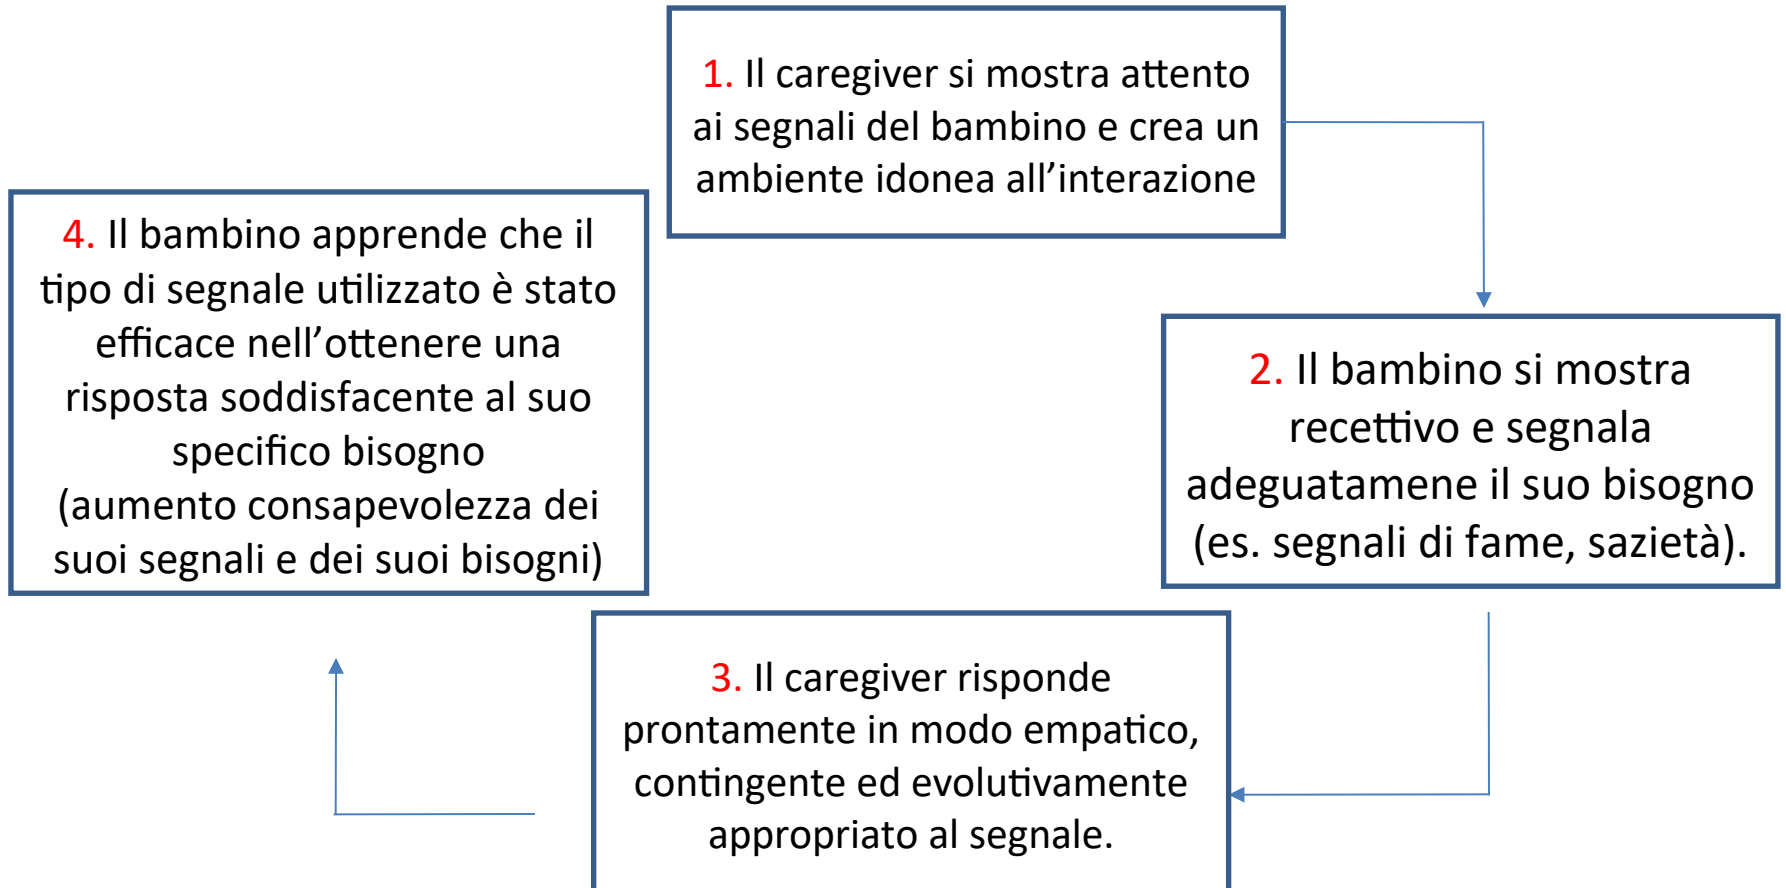 1. Il caregiver si mostra attento
ai segnali del bambino e crea un
ambiente idonea all’interazione
2. Il bambino si mostra
recettivo e segnala
adeguatamene il suo bisogno
(es. segnali di fame, sazietà).
3. Il caregiver risponde
prontamente in modo empatico,
contingente ed evolutivamente
appropriato al segnale.
4. Il bambino apprende che il
tipo di segnale utilizzato è stato
efficace nell’ottenere una
risposta soddisfacente al suo
specifico bisogno
(aumento consapevolezza dei
suoi segnali e dei suoi bisogni)